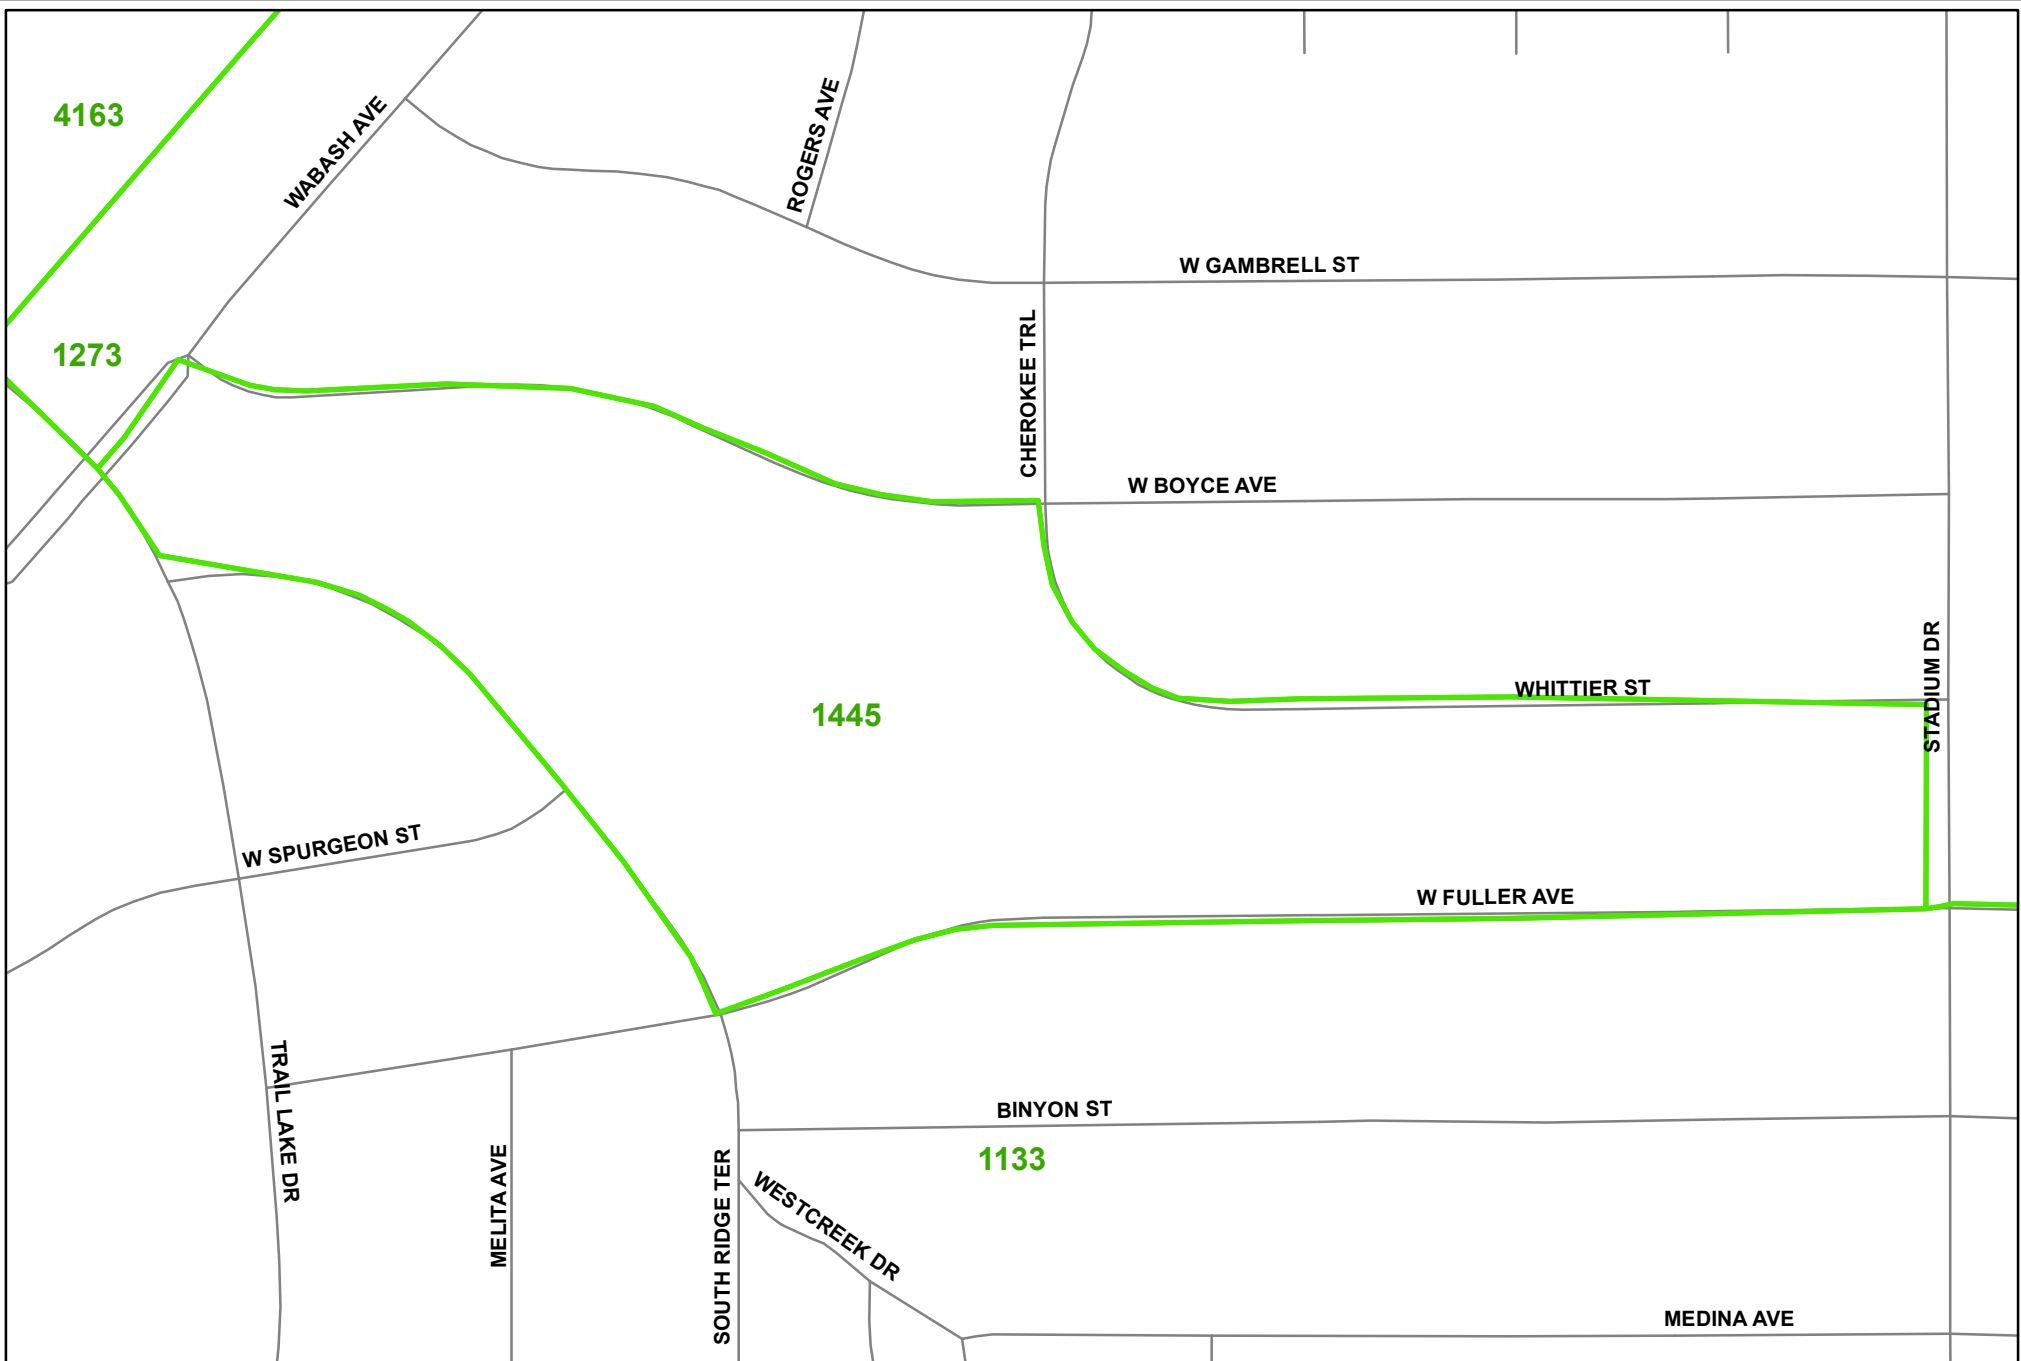 4163
WABASH AVE
ROGERS AVE
W GAMBRELL ST
1273
CHEROKEE TRL
W BOYCE AVE
STADIUM DR
WHITTIER ST
1445
W SPURGEON ST
W FULLER AVE
TRAIL LAKE DR
BINYON ST
1133
MELITA AVE
SOUTH RIDGE TER
WESTCREEK DR
MEDINA AVE